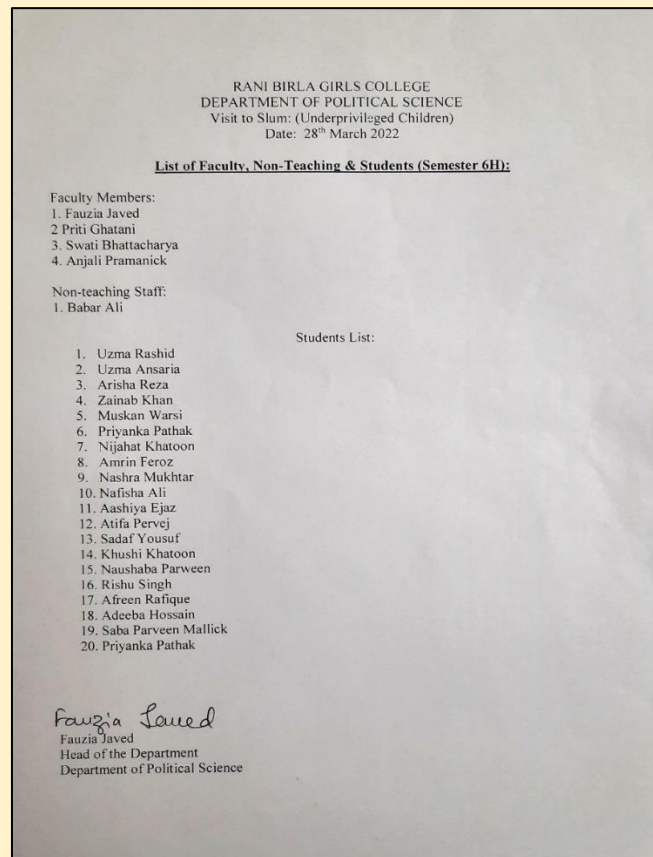 RANI BIRLA GIRLS COLLEGE
DEPARTMENT OF POLITICAL SCIENCE
Visit to Slum: (Underprivileged Children)
Date: 28th March 2022
List of Faculty, Non-Teaching & Students (Semester 6H):
Faculty Members:
1. Fauzia Javed
2 Priti Ghatani
3. Swati Bhattacharya
4. Anjali Pramanick
Non-teaching Staff:
1. Babar Ali
Students List:
1. Uzma Rashid
2. Uzma Ansaria
3. Arisha Reza
4. Zainab Khan
5. Muskan Warsi
6. Priyanka Pathak
7. Nijahat Khatoon
8. Amrin Feroz
9. Nashra Mukhtar
10. Nafisha Ali
11. Aashiya Ejaz
12. Atifa Pervej
13. Sadaf Yousuf
14. Khushi Khatoon
15. Naushaba Parween
16. Rishu Singh
17. Afreen Rafique
18. Adeeba Hossain
19. Saba Parveen Mallick
20. Priyanka Pathak
Fauzia Javed
Fauzia Javed
Head of the Department
Department of Political Science